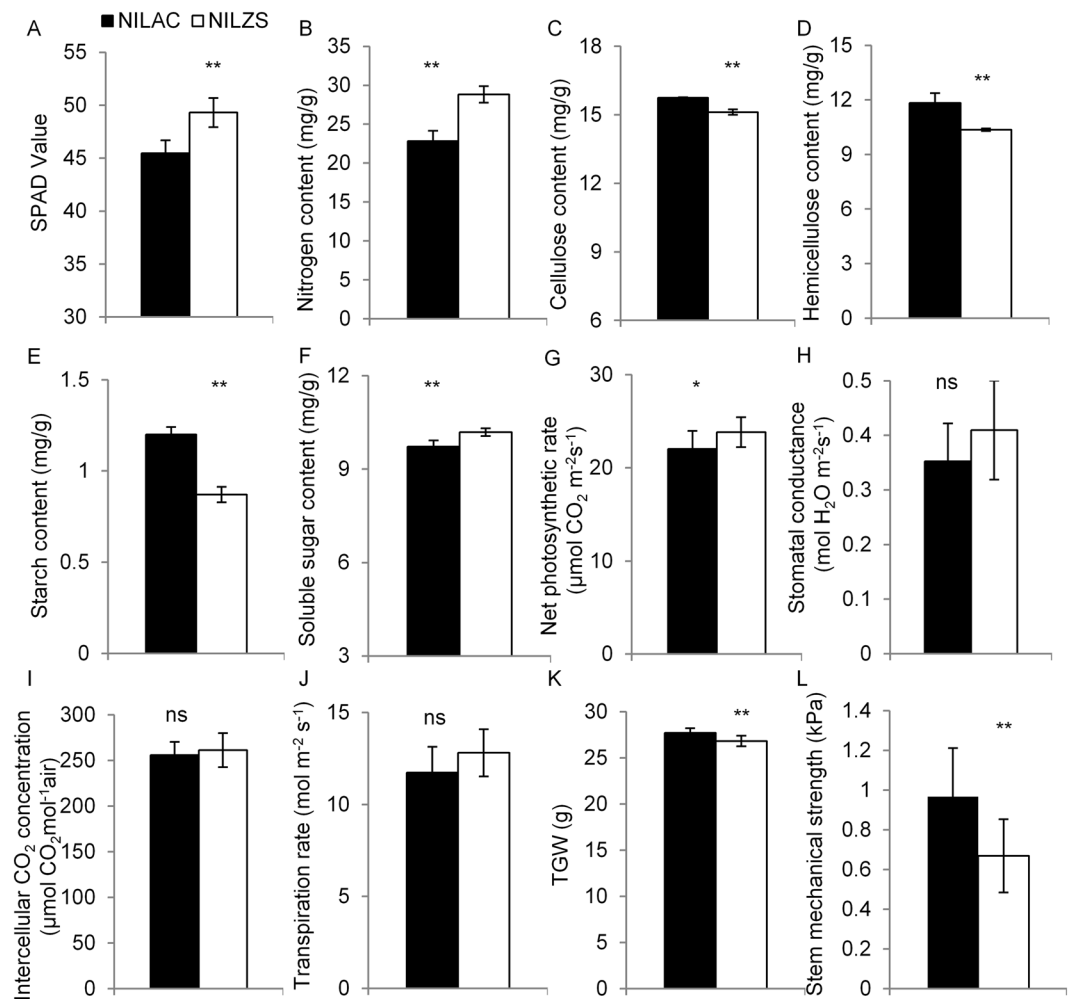 ■NILAC □NILZS
A
SPAD Value
55
50
45
40
45
35
30
**
B
Nitrogen content (mg/g)
35
30
25
20
15
10
5
0
**
C
Cellulose content (mg/g)
18
15
12
9
6
**
D
Hemicellulose content (mg/g)
15
12
9
6
3
0
**
E
Starch content (mg/g)
1.5
1
0.5
0
**
F
Soluble sugar content (mg/g)
12
9
6
3
**
G
Net photosynthetic rate
(μmol CO₂ m⁻²s⁻¹)
30
20
10
0
*
H
Stomatal conductance
(mol H₂O m⁻²s⁻¹)
0.5
0.4
0.3
0.2
0.1
0
ns
I
Intercellular CO₂ concentration
(μmol CO₂mol⁻¹air)
300
250
200
150
100
50
0
ns
J
Transpiration rate (mol m⁻² s⁻¹)
15
10
5
0
ns
K
TGW (g)
30
25
20
15
10
5
0
**
L
Stem mechanical strength (kPa)
1.4
1.2
1
0.8
0.6
0.4
0.2
0
**